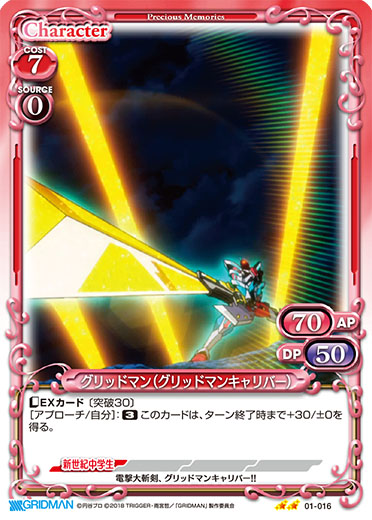 Precious Memories
Character
COST
7
SOURCE
0
70 AP
DP 50
グリッドマン(グリッドマンキャリバー)
EXカード [突破30]
[アプローチ/自分]: 3 このカードは、ターン終了時まで+30/±0を
得る。
新世紀中学生
電撃大斬剣、グリッドマンキャリバー!!
GRIDMAN ©円谷プロ ©2018 TRIGGER・雨宮哲/「GRIDMAN」製作委員会 01-016